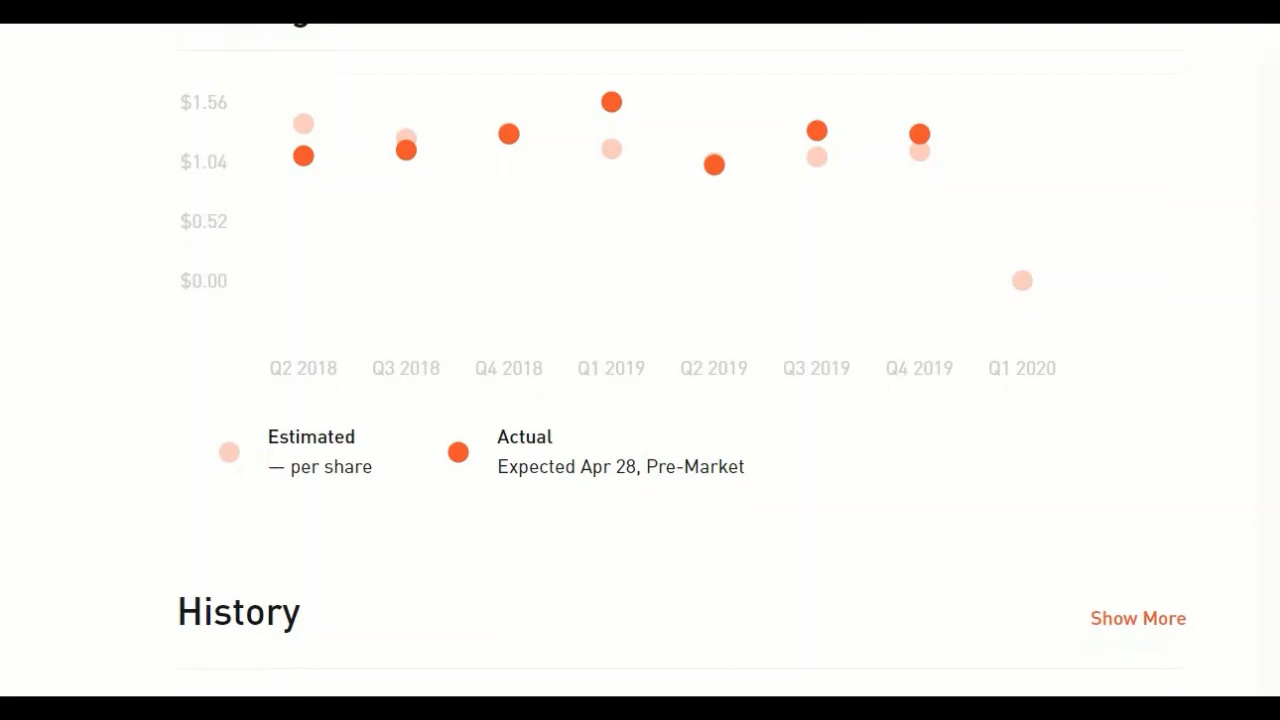 $1.56
$1.04
$0.52
$0.00
Q2 2018 Q3 2018 Q4 2018 Q1 2019 Q2 2019 Q3 2019 Q4 2019 Q1 2020
Estimated Actual
— per share Expected Apr 28, Pre-Market
History Show More